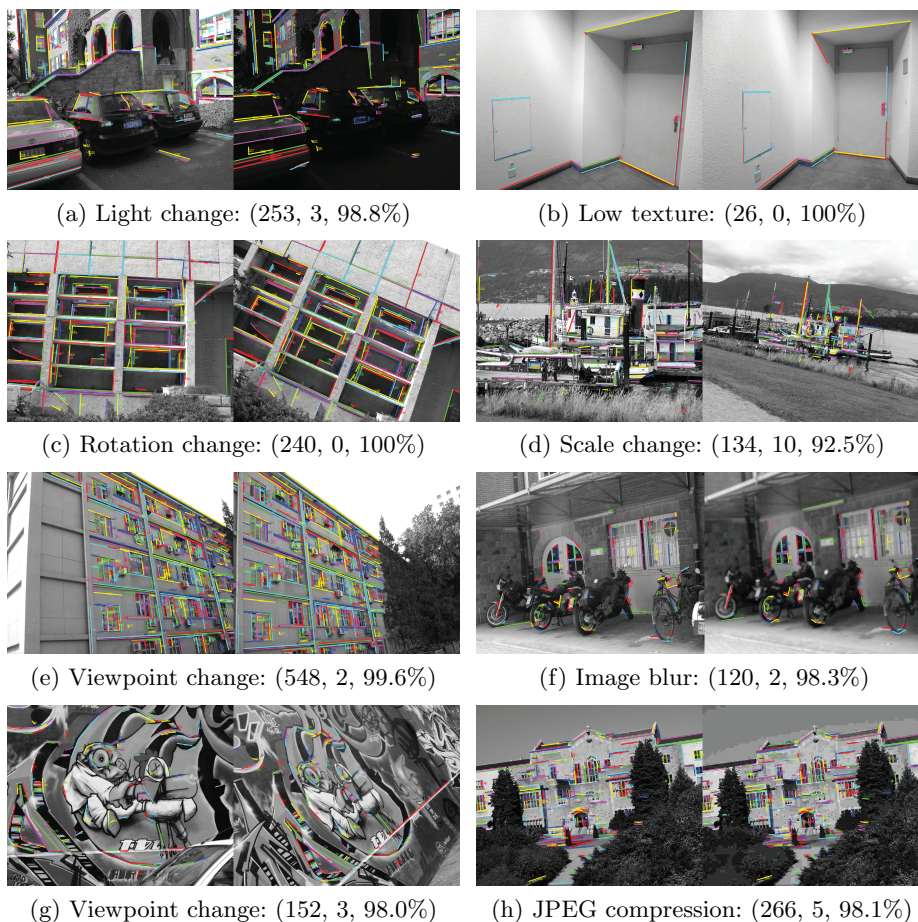 (a) Light change: (253, 3, 98.8%)
(b) Low texture: (26, 0, 100%)
(c) Rotation change: (240, 0, 100%)
(d) Scale change: (134, 10, 92.5%)
(e) Viewpoint change: (548, 2, 99.6%)
(f) Image blur: (120, 2, 98.3%)
(g) Viewpoint change: (152, 3, 98.0%)
(h) JPEG compression: (266, 5, 98.1%)